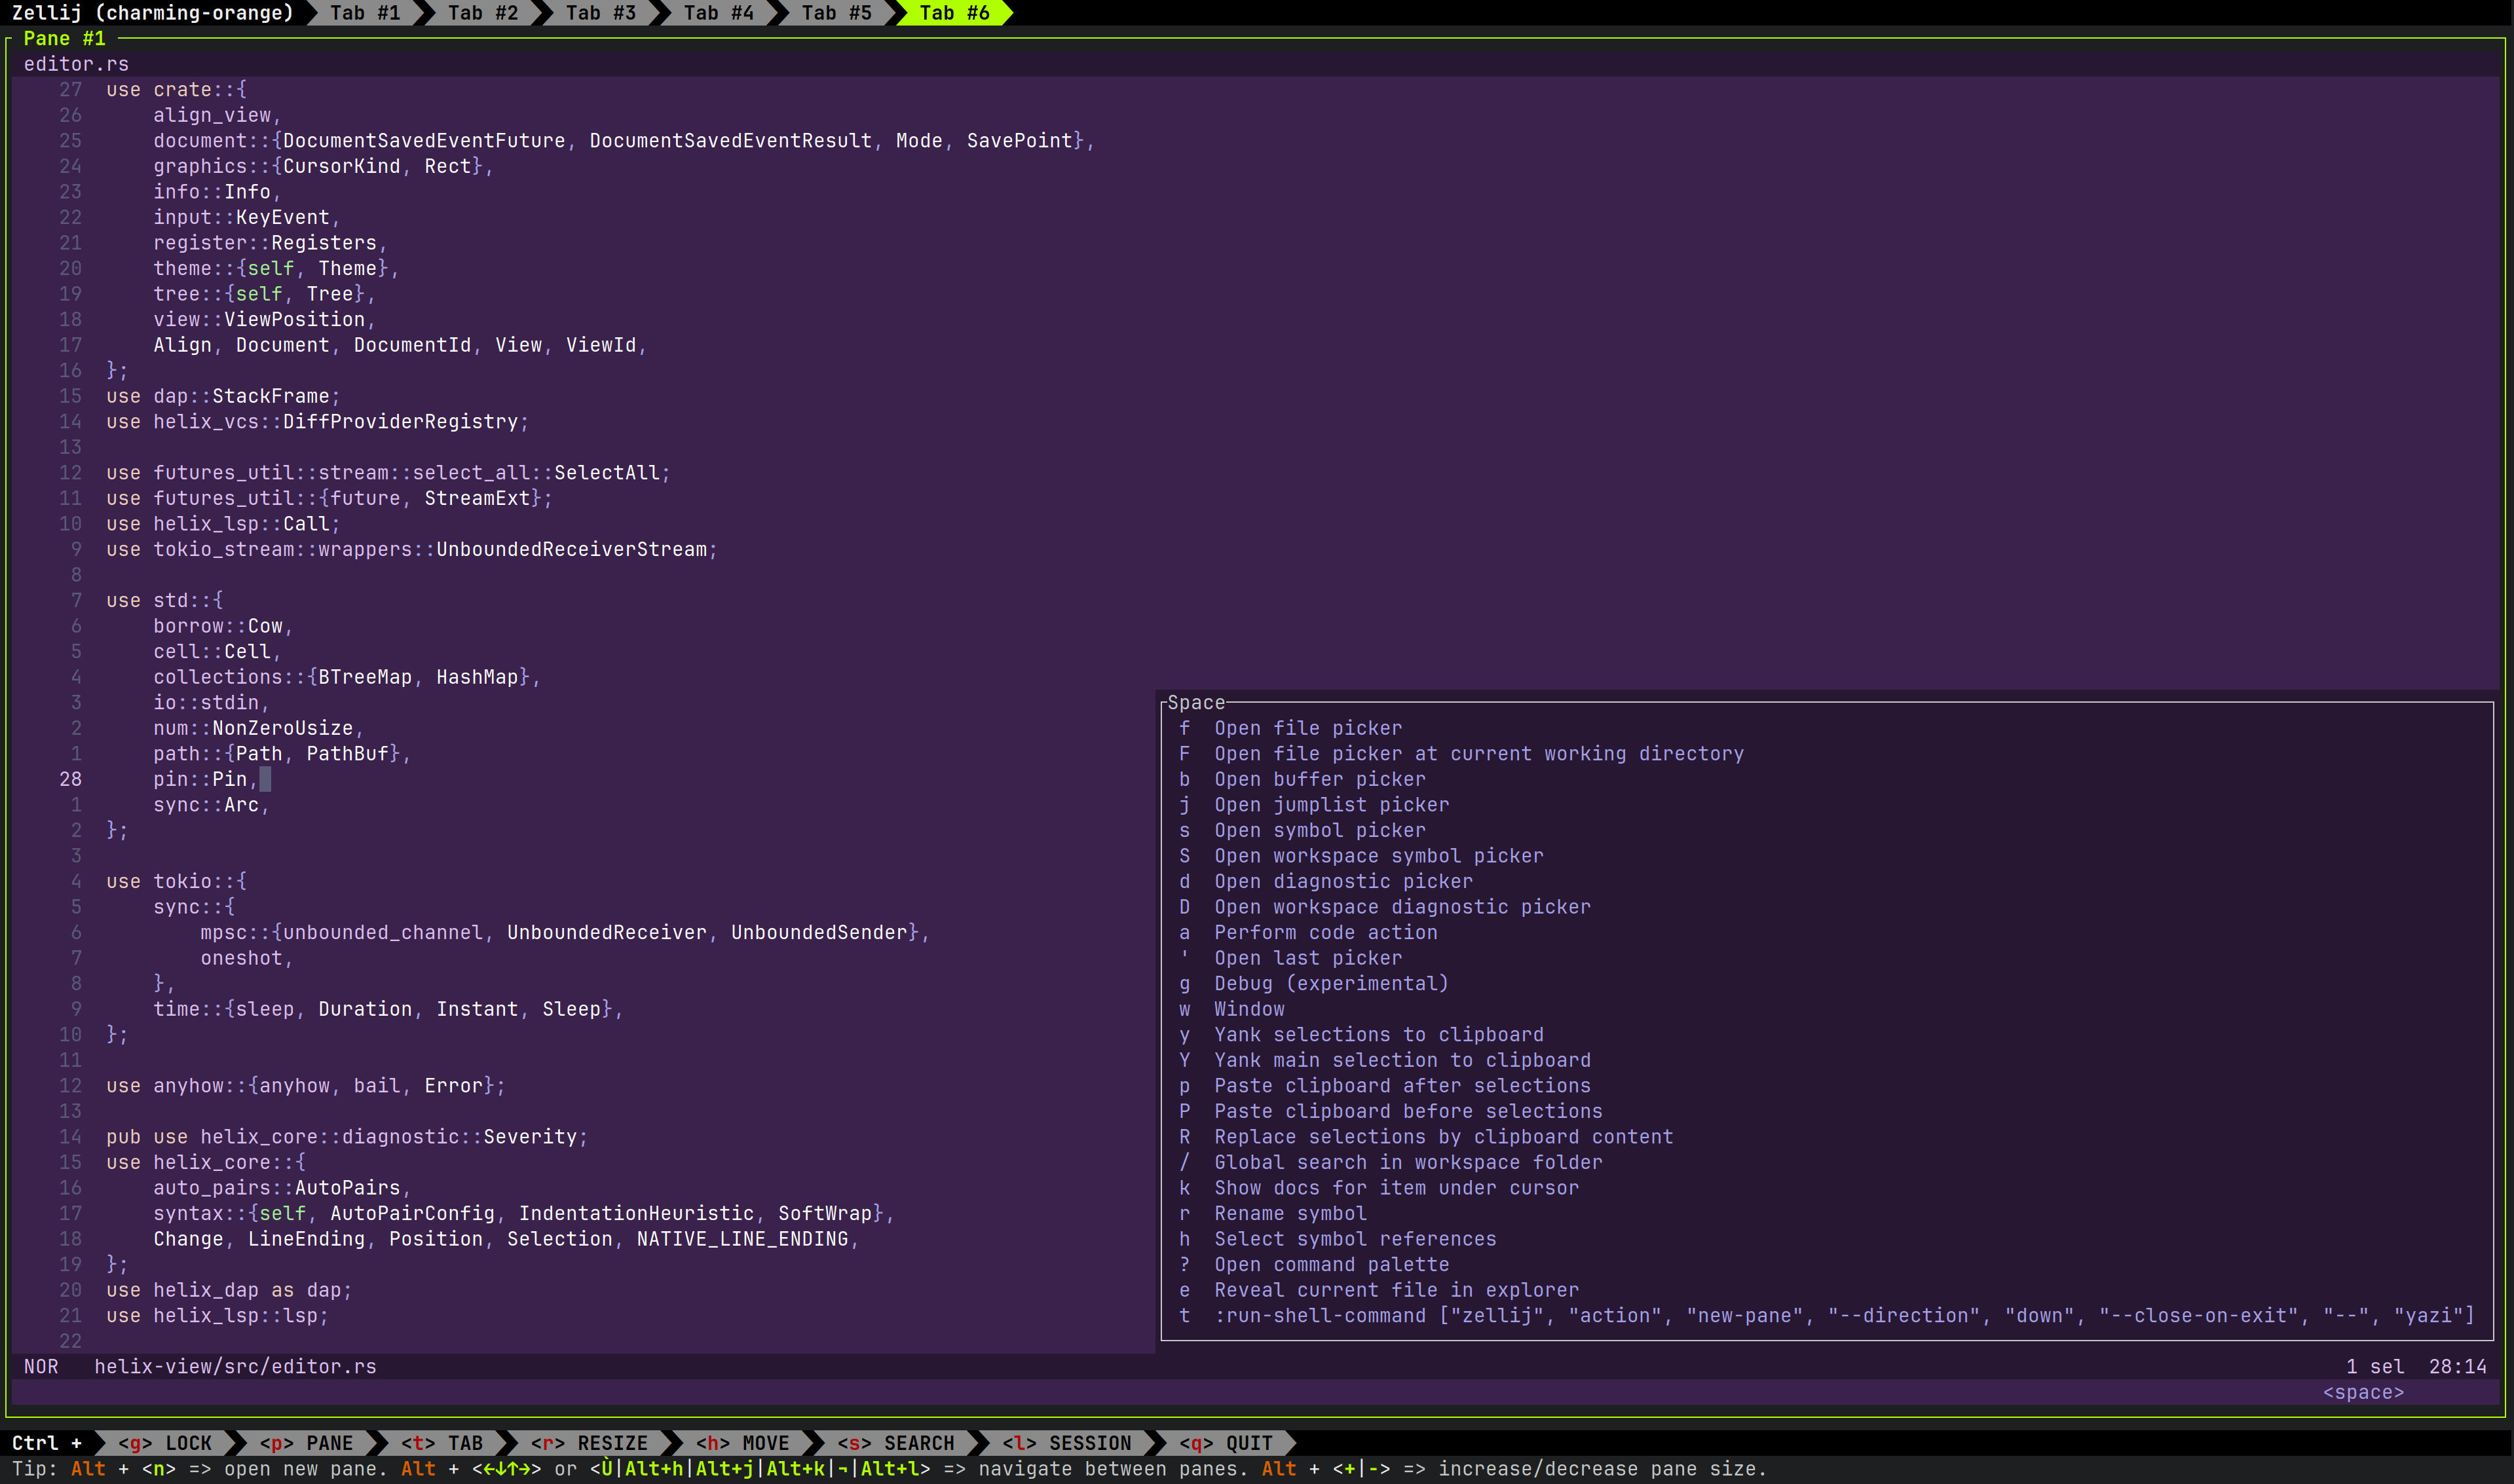 Zellij (charming-orange) Tab #1 Tab #2 Tab #3 Tab #4 Tab #5 Tab #6
Pane #1
editor.rs
27 use crate::{
26     align_view,
25     document::{DocumentSavedEventFuture, DocumentSavedEventResult, Mode, SavePoint},
24     graphics::{CursorKind, Rect},
23     info::Info,
22     input::KeyEvent,
21     register::Registers,
20     theme::{self, Theme},
19     tree::{self, Tree},
18     view::ViewPosition,
17     Align, Document, DocumentId, View, ViewId,
16 };
15 use dap::StackFrame;
14 use helix_vcs::DiffProviderRegistry;
13
12 use futures_util::stream::select_all::SelectAll;
11 use futures_util::{future, StreamExt};
10 use helix_lsp::Call;
9 use tokio_stream::wrappers::UnboundedReceiverStream;
8
7 use std::{
6     borrow::Cow,
5     cell::Cell,
4     collections::{BTreeMap, HashMap},
3     io::stdin,
2     num::NonZeroUsize,
1     path::{Path, PathBuf},
28     pin::Pin,
1     sync::Arc,
2 };
3
4 use tokio::{
5     sync::{
6         mpsc::{unbounded_channel, UnboundedReceiver, UnboundedSender},
7         oneshot,
8     },
9     time::{sleep, Duration, Instant, Sleep},
10 };
11
12 use anyhow::{anyhow, bail, Error};
13
14 pub use helix_core::diagnostic::Severity;
15 use helix_core::{
16     auto_pairs::AutoPairs,
17     syntax::{self, AutoPairConfig, IndentationHeuristic, SoftWrap},
18     Change, LineEnding, Position, Selection, NATIVE_LINE_ENDING,
19 };
20 use helix_dap as dap;
21 use helix_lsp::lsp;
22
Space
f Open file picker
F Open file picker at current working directory
b Open buffer picker
j Open jumplist picker
s Open symbol picker
S Open workspace symbol picker
d Open diagnostic picker
D Open workspace diagnostic picker
a Perform code action
' Open last picker
g Debug (experimental)
w Window
y Yank selections to clipboard
Y Yank main selection to clipboard
p Paste clipboard after selections
P Paste clipboard before selections
R Replace selections by clipboard content
/ Global search in workspace folder
k Show docs for item under cursor
r Rename symbol
h Select symbol references
? Open command palette
e Reveal current file in explorer
t :run-shell-command ["zellij", "action", "new-pane", "--direction", "down", "--close-on-exit", "--", "yazi"]
NOR helix-view/src/editor.rs 1 sel 28:14
<space>
Ctrl + <g> LOCK <p> PANE <t> TAB <r> RESIZE <h> MOVE <s> SEARCH <l> SESSION <q> QUIT
Tip: Alt + <n> => open new pane. Alt + <←↓↑→> or <Ù|Alt+h|Alt+j|Alt+k|¬|Alt+l> => navigate between panes. Alt + <+|-> => increase/decrease pane size.